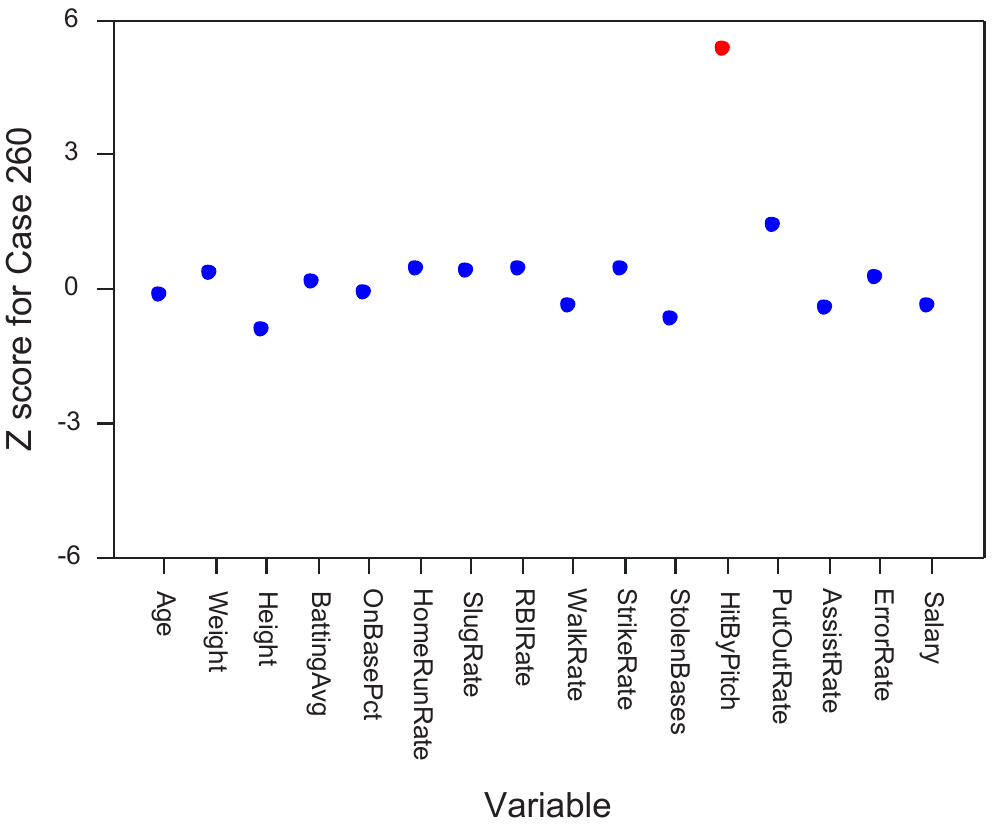 6
3
0
-3
-6
Z score for Case 260
Age
Weight
Height
BattingAvg
OnBasePct
HomeRunRate
SlugRate
RBIRate
WalkRate
StrikeRate
StolenBases
HitByPitch
PutOutRate
AssistRate
ErrorRate
Salary
Variable